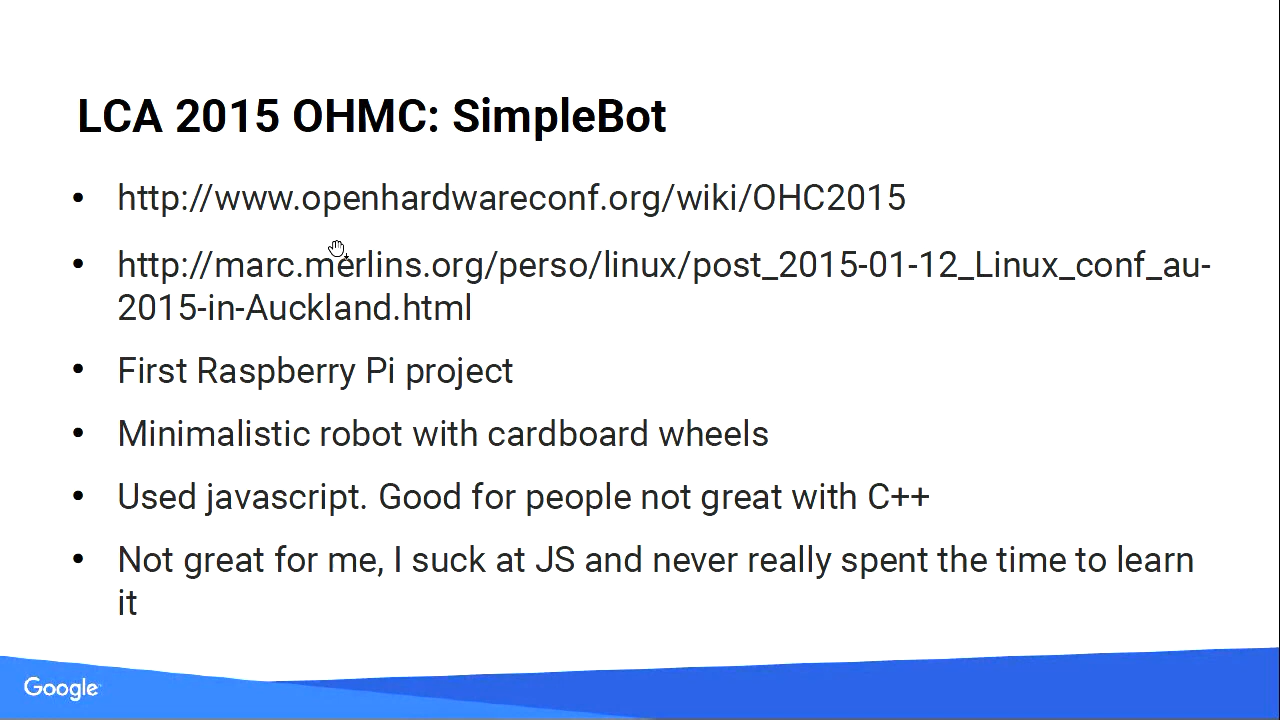 LCA 2015 OHMC: SimpleBot
• http://www.openhardwareconf.org/wiki/OHC2015
• http://marc.merlins.org/perso/linux/post_2015-01-12_Linux_conf_au-
2015-in-Auckland.html
• First Raspberry Pi project
• Minimalistic robot with cardboard wheels
• Used javascript. Good for people not great with C++
• Not great for me, I suck at JS and never really spent the time to learn
it
Google